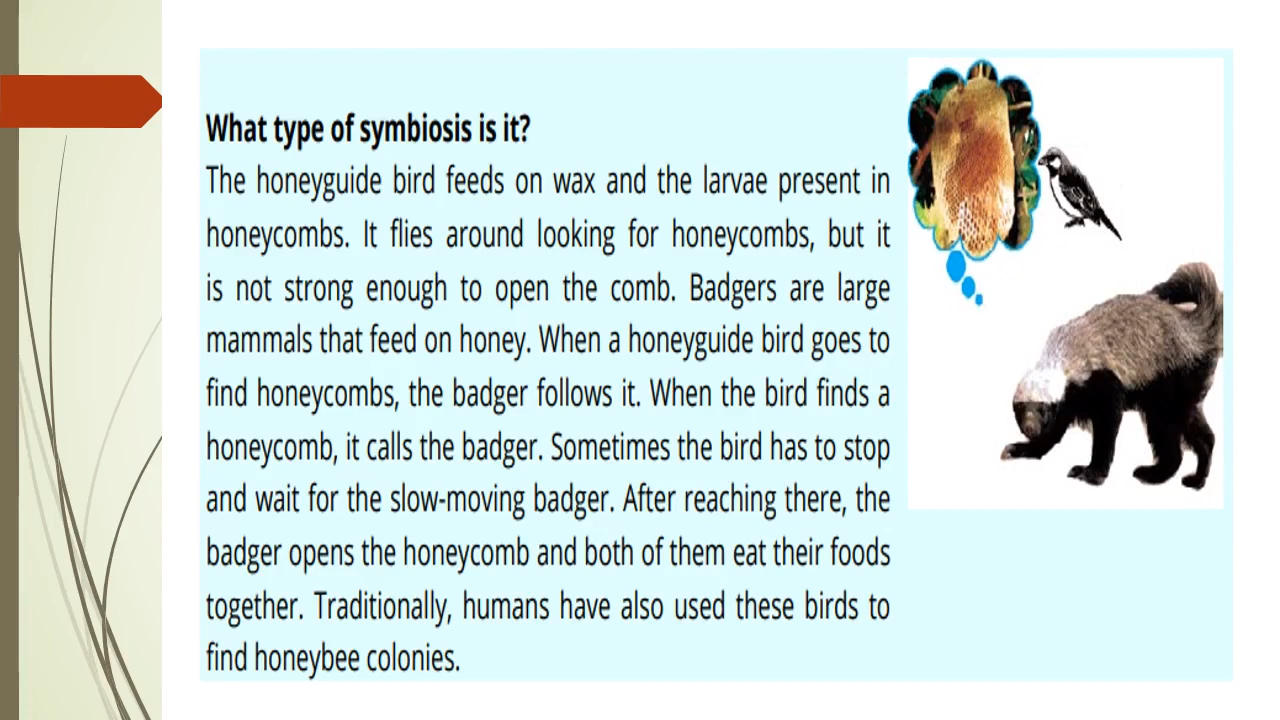 What type of symbiosis is it?
The honeyguide bird feeds on wax and the larvae present in
honeycombs. It flies around looking for honeycombs, but it
is not strong enough to open the comb. Badgers are large
mammals that feed on honey. When a honeyguide bird goes to
find honeycombs, the badger follows it. When the bird finds a
honeycomb, it calls the badger. Sometimes the bird has to stop
and wait for the slow-moving badger. After reaching there, the
badger opens the honeycomb and both of them eat their foods
together. Traditionally, humans have also used these birds to
find honeybee colonies.